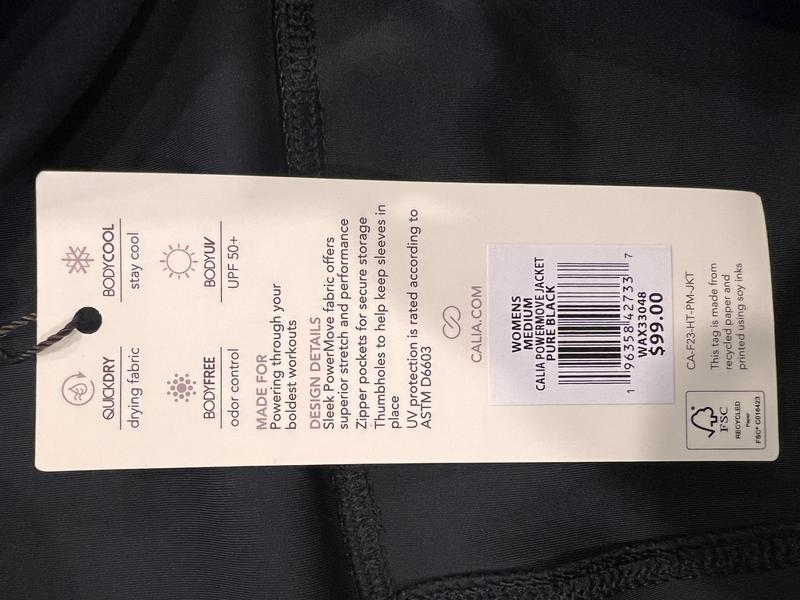 QUICKDRY
drying fabric
BODYCOOL
stay cool
BODYFREE
odor control
BODYUV
UPF 50+
MADE FOR
Powering through your
boldest workouts
DESIGN DETAILS
Sleek PowerMove fabric offers
superior stretch and performance
Zipper pockets for secure storage
Thumbholes to help keep sleeves in
place
UV protection is rated according to
ASTM D6603
CALIA.COM
WOMENS
MEDIUM
CALIA POWERMOVE JACKET
PURE BLACK
1 96358 42733 7
WAX33048
$99.00
CA-F23-HT-PM-JKT
This tag is made from
recycled paper and
printed using soy inks
FSC
RECYCLED
Paper
FSC® C016423